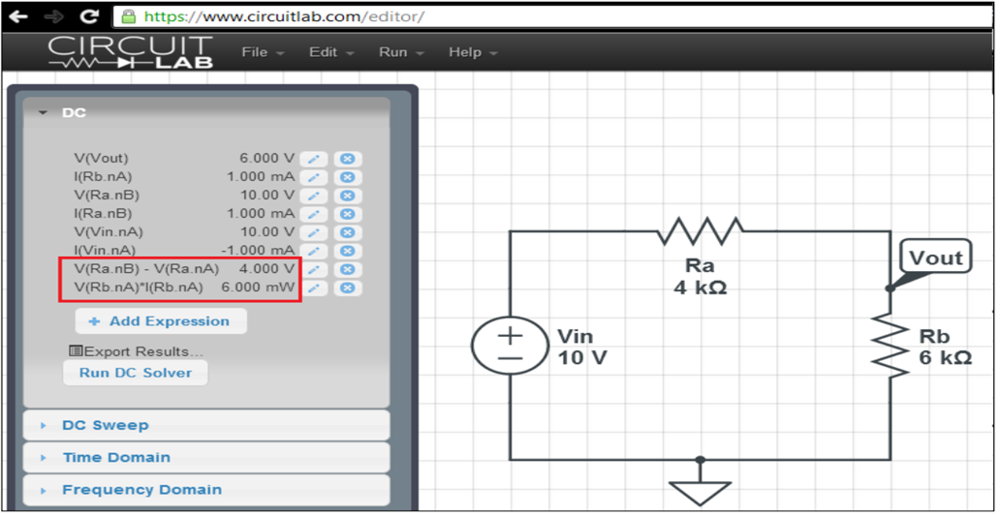 https://www.circuitlab.com/editor/
CIRCUIT
LAB
File Edit Run Help
DC
V(Vout) 6.000 V
I(Rb.nA) 1.000 mA
V(Ra.nB) 10.00 V
I(Ra.nB) 1.000 mA
V(Vin.nA) 10.00 V
I(Vin.nA) -1.000 mA
V(Ra.nB) - V(Ra.nA) 4.000 V
V(Rb.nA)*I(Rb.nA) 6.000 mW
+ Add Expression
Export Results...
Run DC Solver
DC Sweep
Time Domain
Frequency Domain
Ra
4 kΩ
Vout
Vin
10 V
Rb
6 kΩ